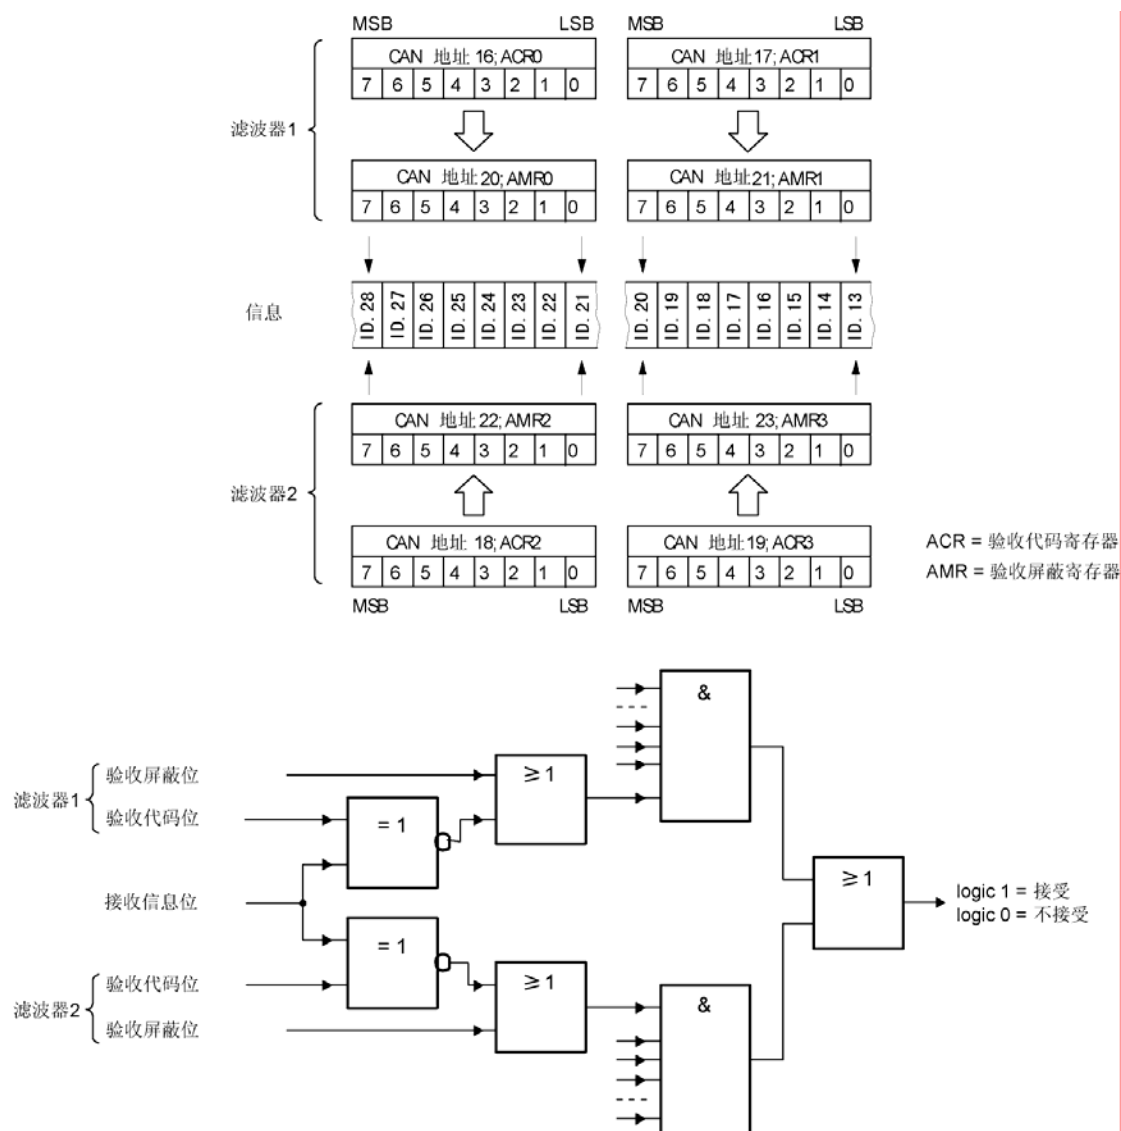 MSB LSB MSB LSB
CAN 地址 16; ACR0 CAN 地址 17; ACR1
7 6 5 4 3 2 1 0 7 6 5 4 3 2 1 0
滤波器1
CAN 地址 20; AMR0 CAN 地址 21; AMR1
7 6 5 4 3 2 1 0 7 6 5 4 3 2 1 0
信息
ID. 28 ID. 27 ID. 26 ID. 25 ID. 24 ID. 23 ID. 22 ID. 21 ID. 20 ID. 19 ID. 18 ID. 17 ID. 16 ID. 15 ID. 14 ID. 13
CAN 地址 22; AMR2 CAN 地址 23; AMR3
7 6 5 4 3 2 1 0 7 6 5 4 3 2 1 0
滤波器2
CAN 地址 18; ACR2 CAN 地址 19; ACR3
7 6 5 4 3 2 1 0 7 6 5 4 3 2 1 0
MSB LSB MSB LSB
ACR = 验收代码寄存器
AMR = 验收屏蔽寄存器
&
滤波器1
验收屏蔽位
≥ 1
验收代码位
= 1
接收信息位
≥ 1
logic 1 = 接受
logic 0 = 不接受
= 1
滤波器2
验收代码位
≥ 1
验收屏蔽位
&